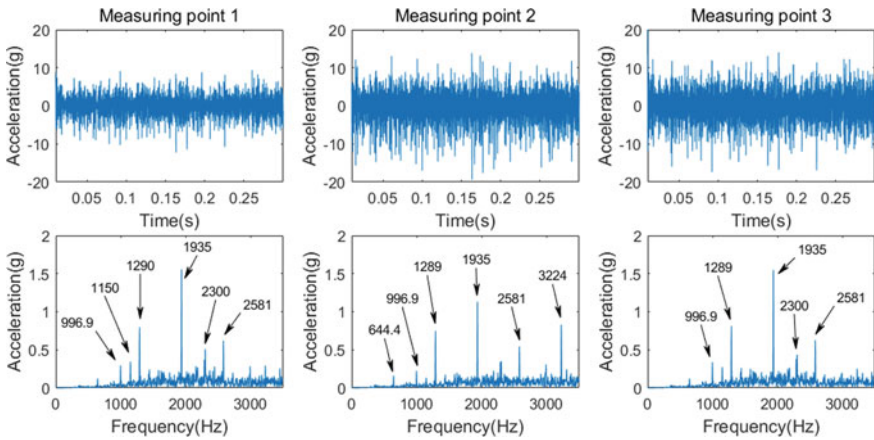 Measuring point 1
Acceleration(g)
20
10
0
-10
-20
0.05 0.1 0.15 0.2 0.25
Time(s)
Measuring point 2
Acceleration(g)
20
10
0
-10
-20
0.05 0.1 0.15 0.2 0.25
Time(s)
Measuring point 3
Acceleration(g)
20
10
0
-10
-20
0.05 0.1 0.15 0.2 0.25
Time(s)
Acceleration(g)
2
1.5
1
0.5
0
1935
1290
1150
2300
2581
996.9
0 1000 2000 3000
Frequency(Hz)
Acceleration(g)
2
1.5
1
0.5
0
1935
1289
3224
996.9
2581
644.4
0 1000 2000 3000
Frequency(Hz)
Acceleration(g)
2
1.5
1
0.5
0
1935
1289
2581
2300
996.9
0 1000 2000 3000
Frequency(Hz)